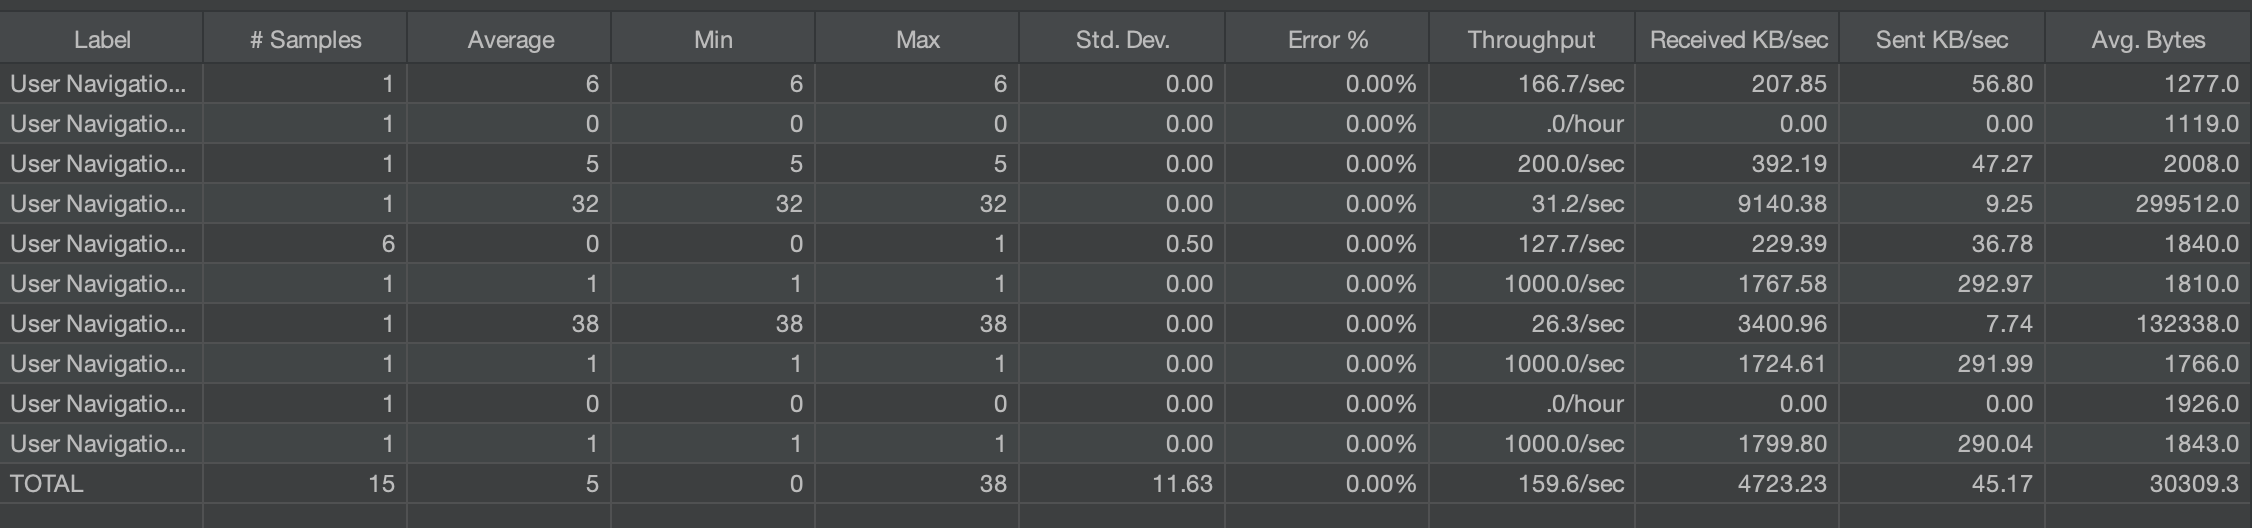 Label # Samples Average Min Max Std. Dev. Error % Throughput Received KB/sec Sent KB/sec Avg. Bytes
User Navigatio... 1 6 6 6 0.00 0.00% 166.7/sec 207.85 56.80 1277.0
User Navigatio... 1 0 0 0 0.00 0.00% .0/hour 0.00 0.00 1119.0
User Navigatio... 1 5 5 5 0.00 0.00% 200.0/sec 392.19 47.27 2008.0
User Navigatio... 1 32 32 32 0.00 0.00% 31.2/sec 9140.38 9.25 299512.0
User Navigatio... 6 0 0 1 0.50 0.00% 127.7/sec 229.39 36.78 1840.0
User Navigatio... 1 1 1 1 0.00 0.00% 1000.0/sec 1767.58 292.97 1810.0
User Navigatio... 1 38 38 38 0.00 0.00% 26.3/sec 3400.96 7.74 132338.0
User Navigatio... 1 1 1 1 0.00 0.00% 1000.0/sec 1724.61 291.99 1766.0
User Navigatio... 1 0 0 0 0.00 0.00% .0/hour 0.00 0.00 1926.0
User Navigatio... 1 1 1 1 0.00 0.00% 1000.0/sec 1799.80 290.04 1843.0
TOTAL 15 5 0 38 11.63 0.00% 159.6/sec 4723.23 45.17 30309.3